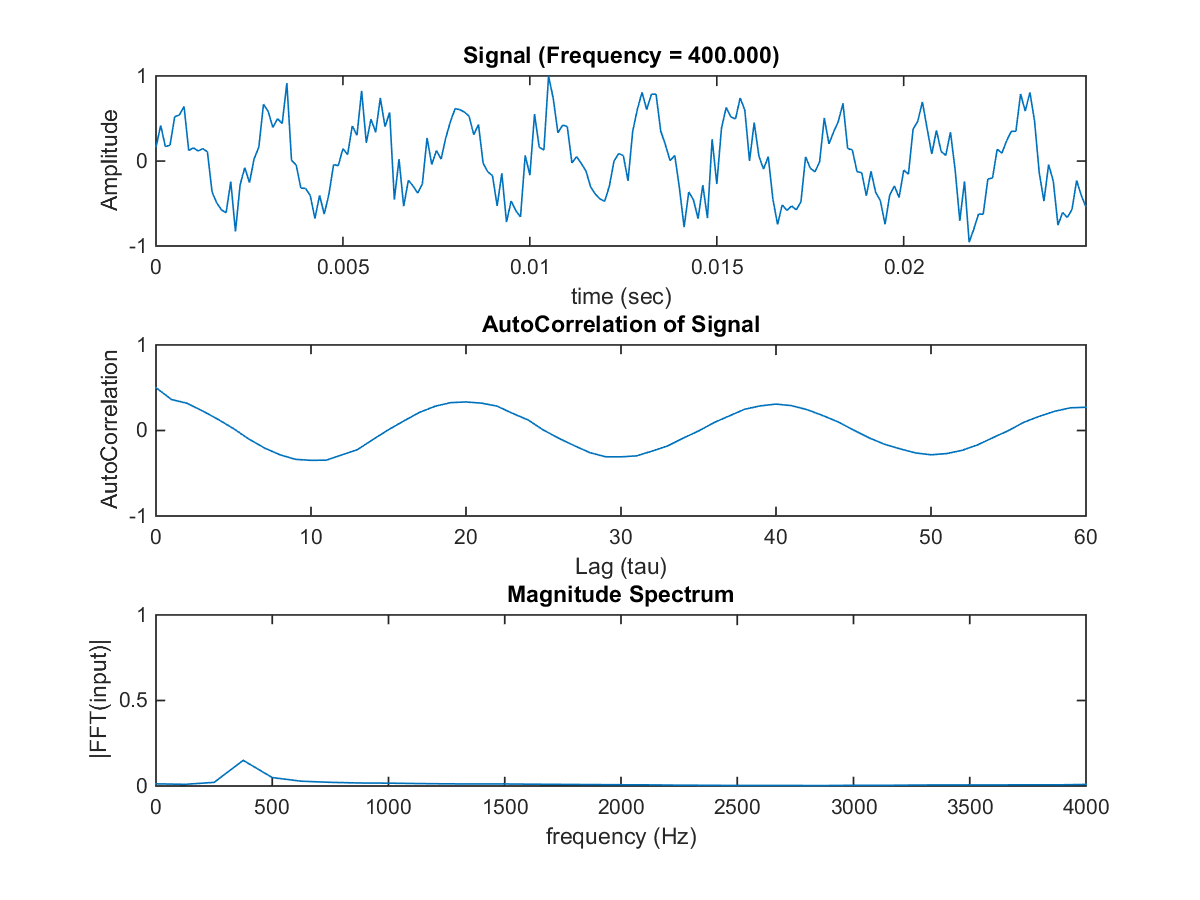 Signal (Frequency = 400.000)
1
0
-1
Amplitude
0 0.005 0.01 0.015 0.02
time (sec)
AutoCorrelation of Signal
1
0
-1
AutoCorrelation
0 10 20 30 40 50 60
Lag (tau)
Magnitude Spectrum
1
0.5
0
|FFT(input)|
0 500 1000 1500 2000 2500 3000 3500 4000
frequency (Hz)